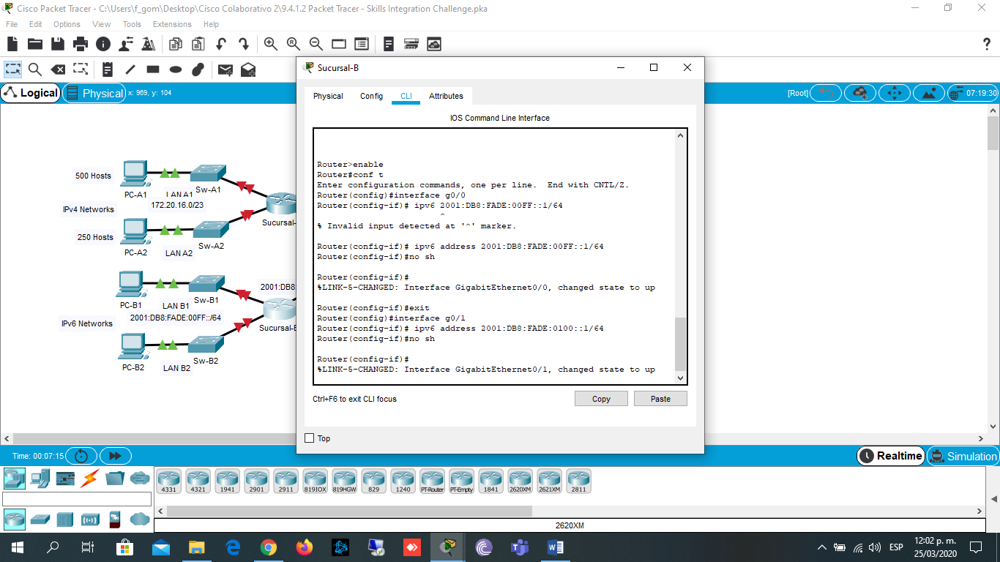 Cisco Packet Tracer - C:\Users\f_gom\Desktop\Cisco Colaborativo 2\9.4.1.2 Packet Tracer - Skills Integration Challenge.pka
File Edit Options View Tools Extensions Help
Logical Physical x: 969, y: 104
[Root] 07:19:30
500 Hosts
PC-A1
LAN A1
Sw-A1
172.20.16.0/23
IPv4 Networks
Sucursal-
250 Hosts
PC-A2
LAN A2
Sw-A2
2001:DB8:
PC-B1
LAN B1
Sw-B1
2001:DB8:FADE:00FF::/64
IPv6 Networks
Sucursal-B
PC-B2
LAN B2
Sw-B2
Sucursal-B
Physical Config CLI Attributes
IOS Command Line Interface
Router>enable
Router#conf t
Enter configuration commands, one per line.  End with CNTL/Z.
Router(config)#interface g0/0
Router(config-if)# ipv6 2001:DB8:FADE:00FF::1/64
^
% Invalid input detected at '^' marker.
Router(config-if)# ipv6 address 2001:DB8:FADE:00FF::1/64
Router(config-if)#no sh
Router(config-if)#
%LINK-5-CHANGED: Interface GigabitEthernet0/0, changed state to up
Router(config-if)#exit
Router(config)#interface g0/1
Router(config-if)# ipv6 address 2001:DB8:FADE:0100::1/64
Router(config-if)#no sh
Router(config-if)#
%LINK-5-CHANGED: Interface GigabitEthernet0/1, changed state to up
Ctrl+F6 to exit CLI focus
Copy Paste
Top
Time: 00:07:15
Realtime Simulation
4331 4321 1941 2901 2911 819IOX 819HGW 829 1240 PT-Router PT-Empty 1841 2620XM 2621XM 2811
2620XM
ESP
12:02 p. m.
25/03/2020